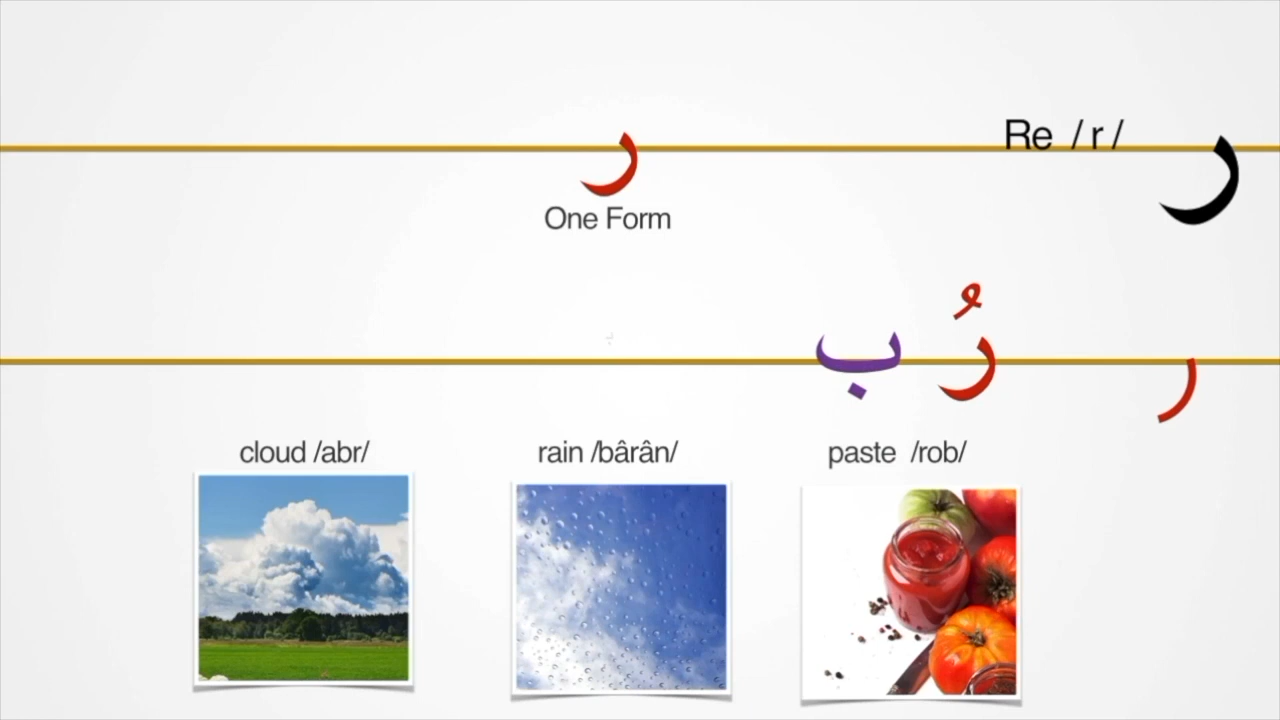 Re / r / ر
ر
One Form
ر رُب
cloud /abr/ rain /bârân/ paste /rob/